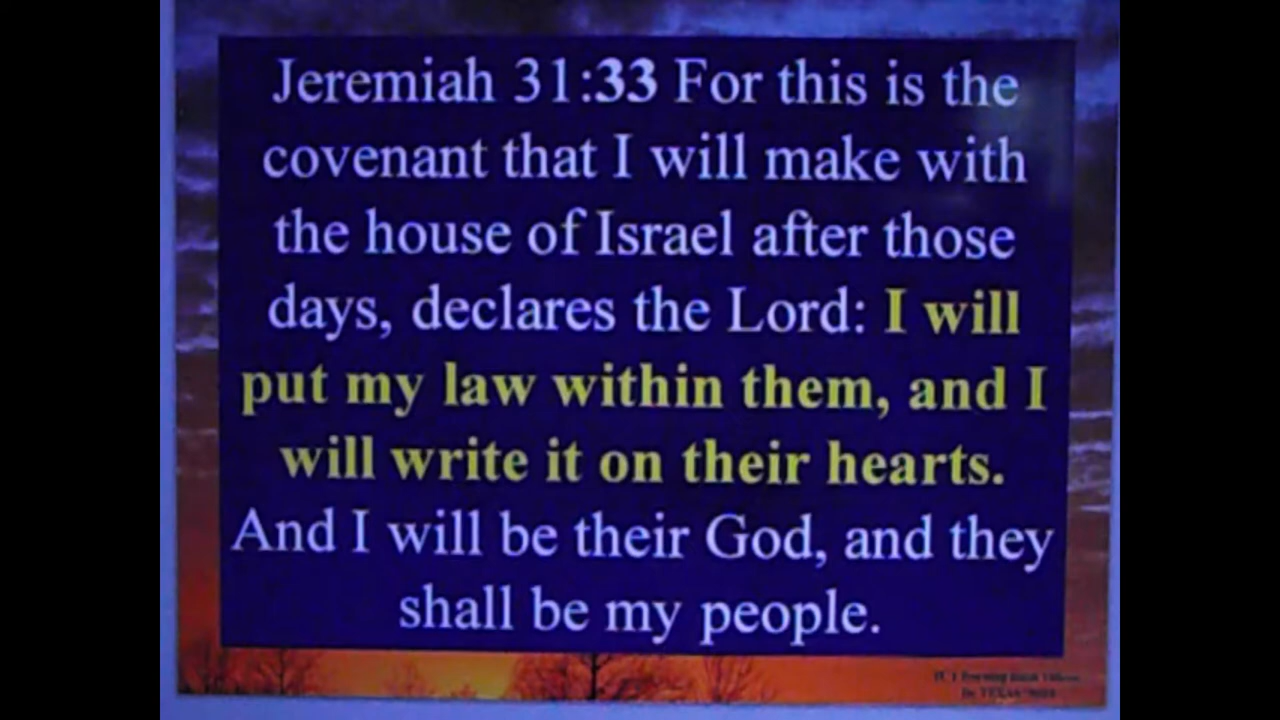 Jeremiah 31:33 For this is the
covenant that I will make with
the house of Israel after those
days, declares the Lord: I will
put my law within them, and I
will write it on their hearts.
And I will be their God, and they
shall be my people.